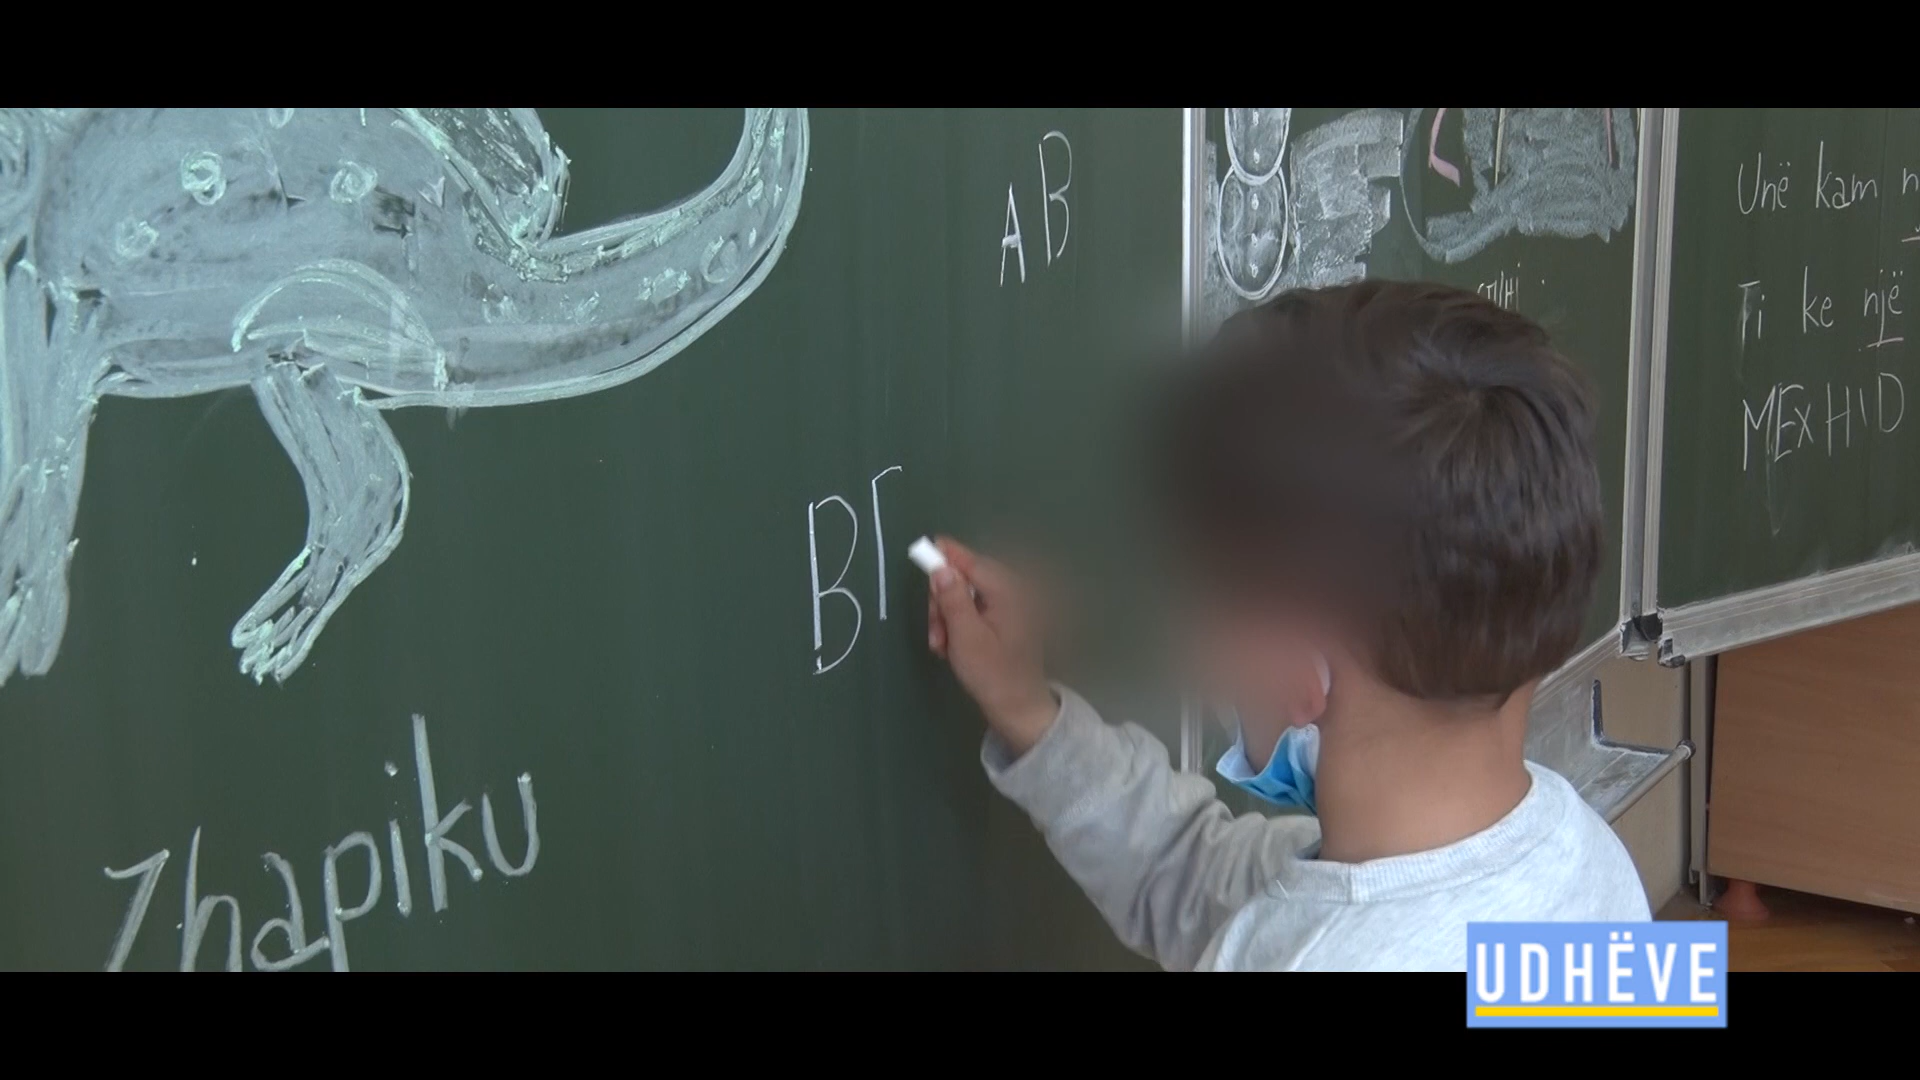 AB
ВГ
Zhapiku
Unë kam n
Ti ke një
MEXHID
UDHËVE